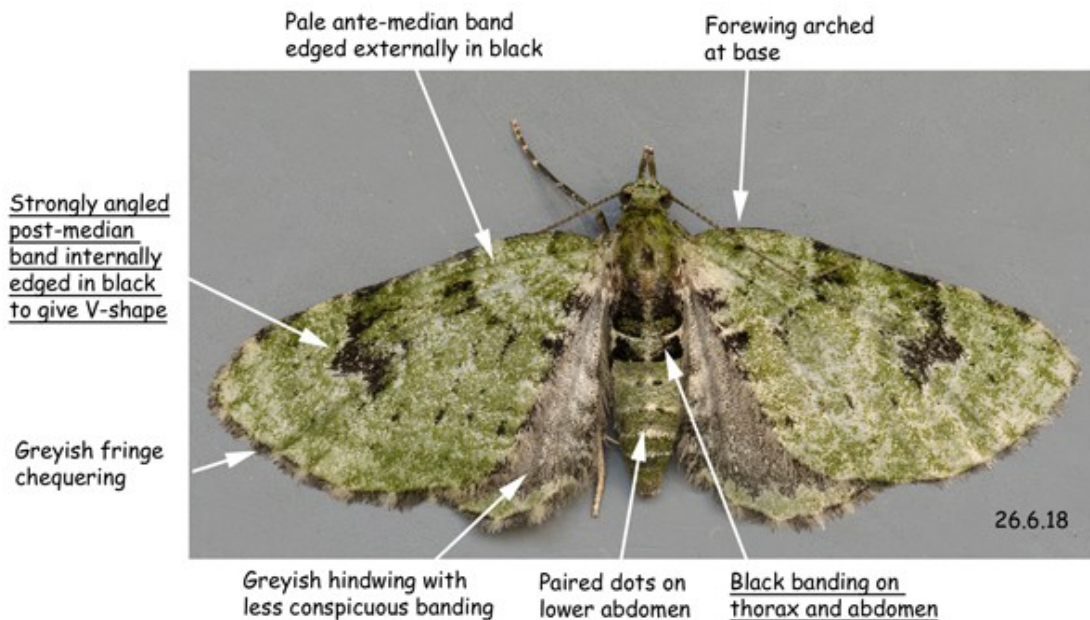 Pale ante-median band
edged externally in black
Forewing arched
at base
Strongly angled
post-median
band internally
edged in black
to give V-shape
Greyish fringe
chequering
26.6.18
Greyish hindwing with
less conspicuous banding
Paired dots on
lower abdomen
Black banding on
thorax and abdomen